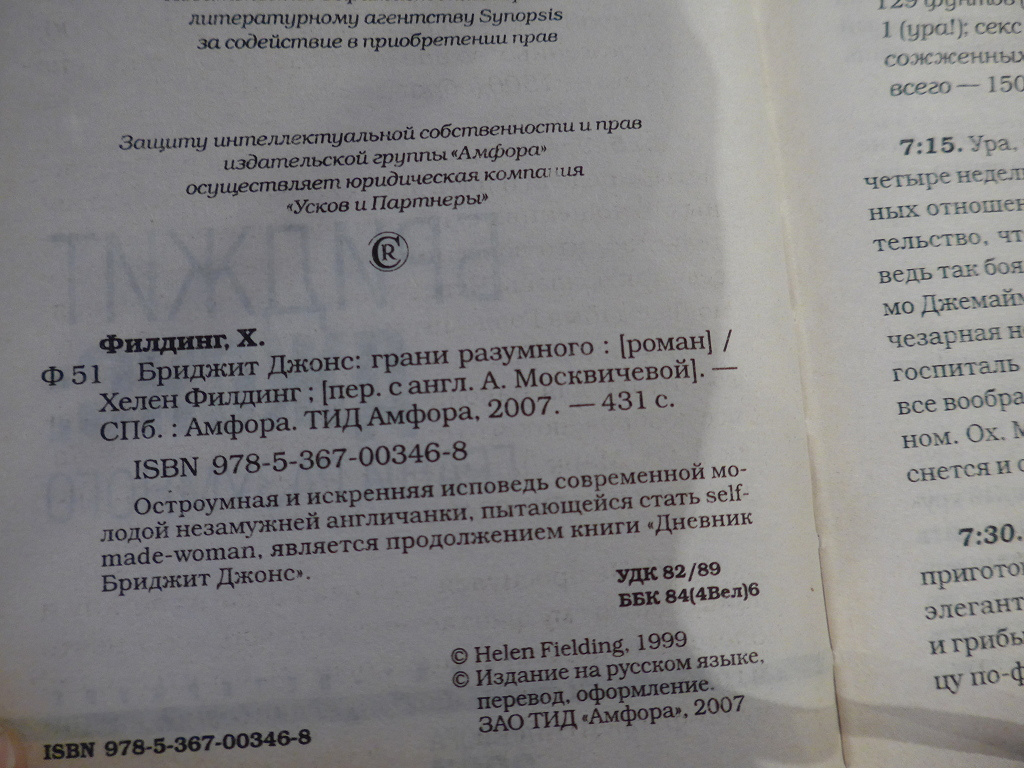 литературному агентству Synopsis
за содействие в приобретении прав
Защиту интеллектуальной собственности и прав
издательской группы «Амфора»
осуществляет юридическая компания
«Усков и Партнеры»
Филдинг, Х.
Ф 51 Бриджит Джонс: грани разумного : [роман] /
Хелен Филдинг ; [пер. с англ. А. Москвичевой]. —
СПб. : Амфора. ТИД Амфора, 2007. — 431 с.
ISBN 978-5-367-00346-8
Остроумная и искренняя исповедь современной мо-
лодой незамужней англичанки, пытающейся стать self-
made-woman, является продолжением книги «Дневник
Бриджит Джонс».
УДК 82/89
ББК 84(4Вел)6
© Helen Fielding, 1999
© Издание на русском языке,
перевод, оформление.
ЗАО ТИД «Амфора», 2007
ISBN 978-5-367-00346-8
129 фунтов
1 (ура!); секс
сожженных
всего — 150
7:15. Ура,
четыре недел
ных отношен
тельство, чт
ведь так боя
мо Джемайм
чезарная н
госпиталь
все вообра
ном. Ох. М
снется и с
7:30.
пригото
элегант
и грибы
цу по-ф